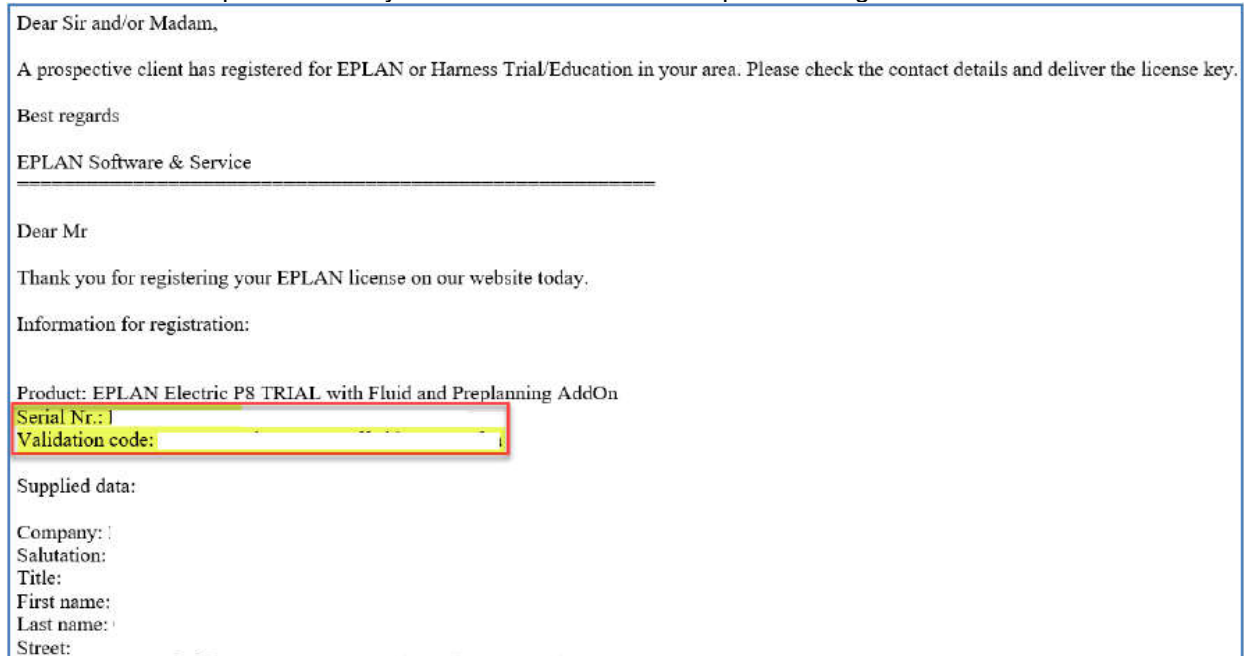 Dear Sir and/or Madam,
A prospective client has registered for EPLAN or Harness Trial/Education in your area. Please check the contact details and deliver the license key.
Best regards
EPLAN Software & Service
==========================================================
Dear Mr
Thank you for registering your EPLAN license on our website today.
Information for registration:
Product: EPLAN Electric P8 TRIAL with Fluid and Preplanning AddOn
Serial Nr.:
Validation code:
Supplied data:
Company:
Salutation:
Title:
First name:
Last name:
Street: